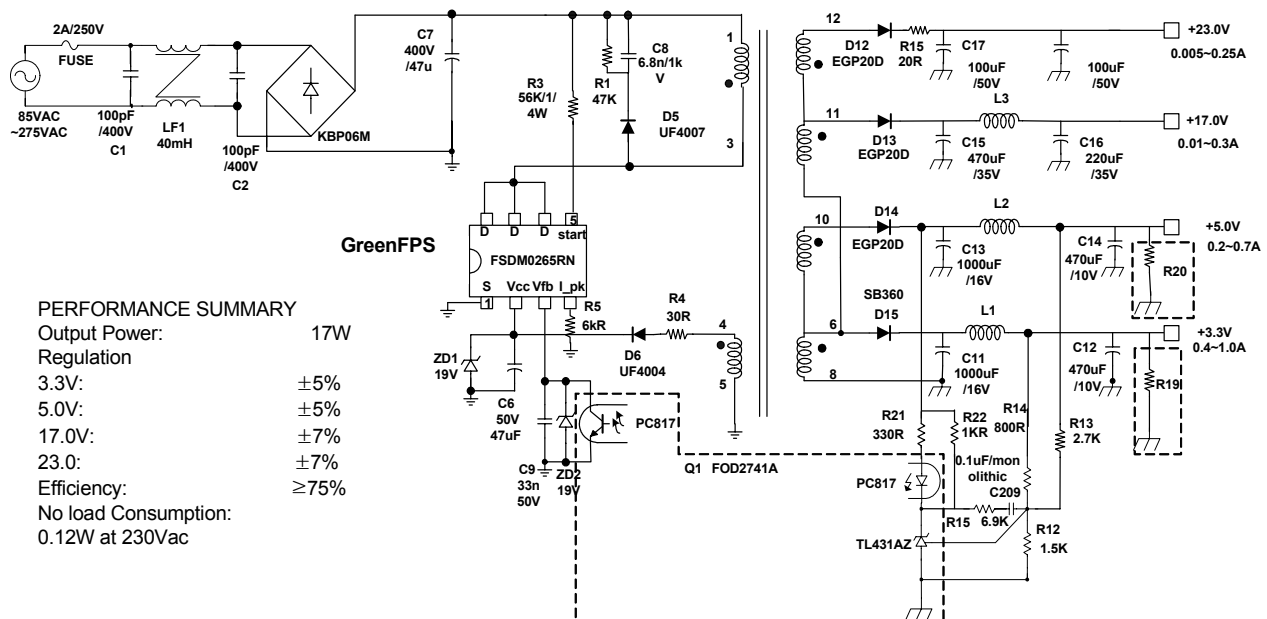 2A/250V
FUSE
85VAC
~275VAC
100pF
/400V
C1
LF1
40mH
100pF
/400V
C2
KBP06M
C7
400V
/47u
R3
56K/1/
4W
R1
47K
C8
6.8n/1k
V
D5
UF4007
1
3
12
D12
EGP20D
R15
20R
C17
100uF
/50V
100uF
/50V
+23.0V
0.005~0.25A
11
D13
EGP20D
C15
470uF
/35V
L3
C16
220uF
/35V
+17.0V
0.01~0.3A
10
D14
EGP20D
C13
1000uF
/16V
L2
C14
470uF
/10V
R20
+5.0V
0.2~0.7A
6
SB360
D15
8
C11
1000uF
/16V
L1
C12
470uF
/10V
R19
+3.3V
0.4~1.0A
GreenFPS
D
D
D
5
start
FSDM0265RN
S
Vcc
Vfb
I_pk
1
R5
6kR
R4
30R
D6
UF4004
4
5
ZD1
19V
C6
50V
47uF
C9
33n
50V
ZD2
19V
PC817
Q1 FOD2741A
R21
330R
R22
1KR
R14
800R
R13
2.7K
0.1uF/mon
olithic
C209
PC817
R15
6.9K
TL431AZ
R12
1.5K
PERFORMANCE SUMMARY
Output Power: 17W
Regulation
3.3V: ±5%
5.0V: ±5%
17.0V: ±7%
23.0: ±7%
Efficiency: ≥75%
No load Consumption:
0.12W at 230Vac